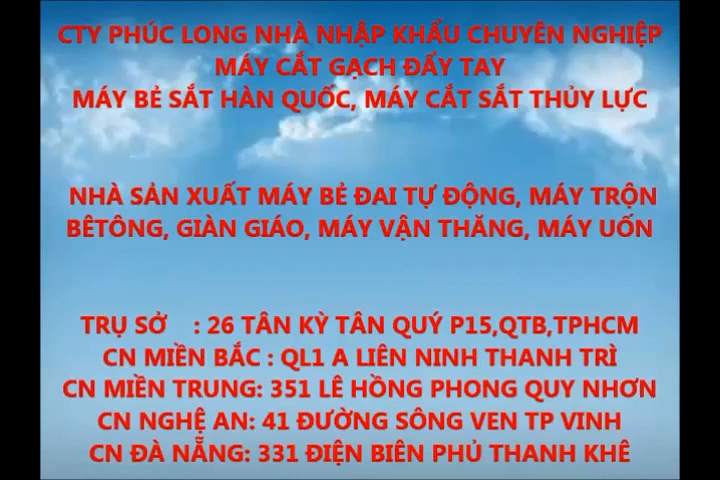 CTY PHÚC LONG NHÀ NHẬP KHẨU CHUYÊN NGHIỆP
MÁY CẮT GẠCH ĐẨY TAY
MÁY BẺ SẮT HÀN QUỐC, MÁY CẮT SẮT THỦY LỰC
NHÀ SẢN XUẤT MÁY BẺ ĐAI TỰ ĐỘNG, MÁY TRỘN
BÊTÔNG, GIÀN GIÁO, MÁY VẬN THĂNG, MÁY UỐN
TRỤ SỞ : 26 TÂN KỲ TÂN QUÝ P15,QTB,TPHCM
CN MIỀN BẮC : QL1 A LIÊN NINH THANH TRÌ
CN MIỀN TRUNG: 351 LÊ HỒNG PHONG QUY NHƠN
CN NGHỆ AN: 41 ĐƯỜNG SÔNG VEN TP VINH
CN ĐÀ NẴNG: 331 ĐIỆN BIÊN PHỦ THANH KHÊ